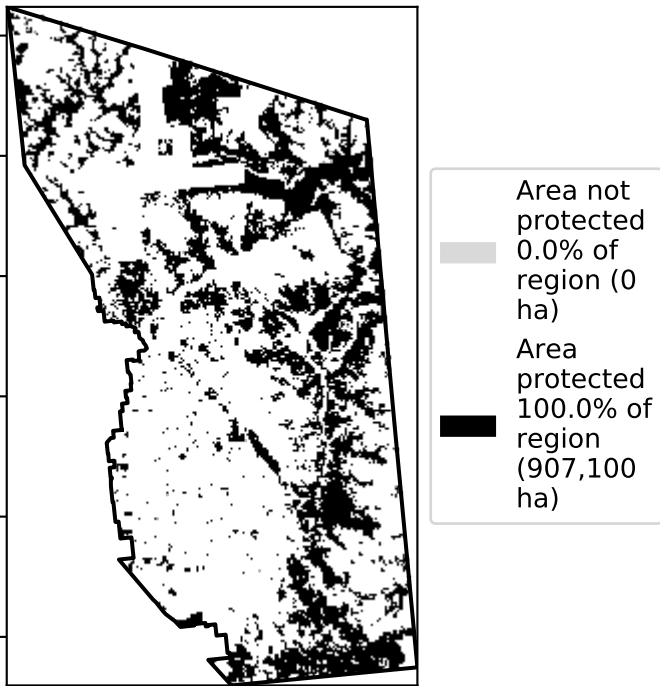 Area not
protected
0.0% of
region (0
ha)
Area
protected
100.0% of
region
(907,100
ha)